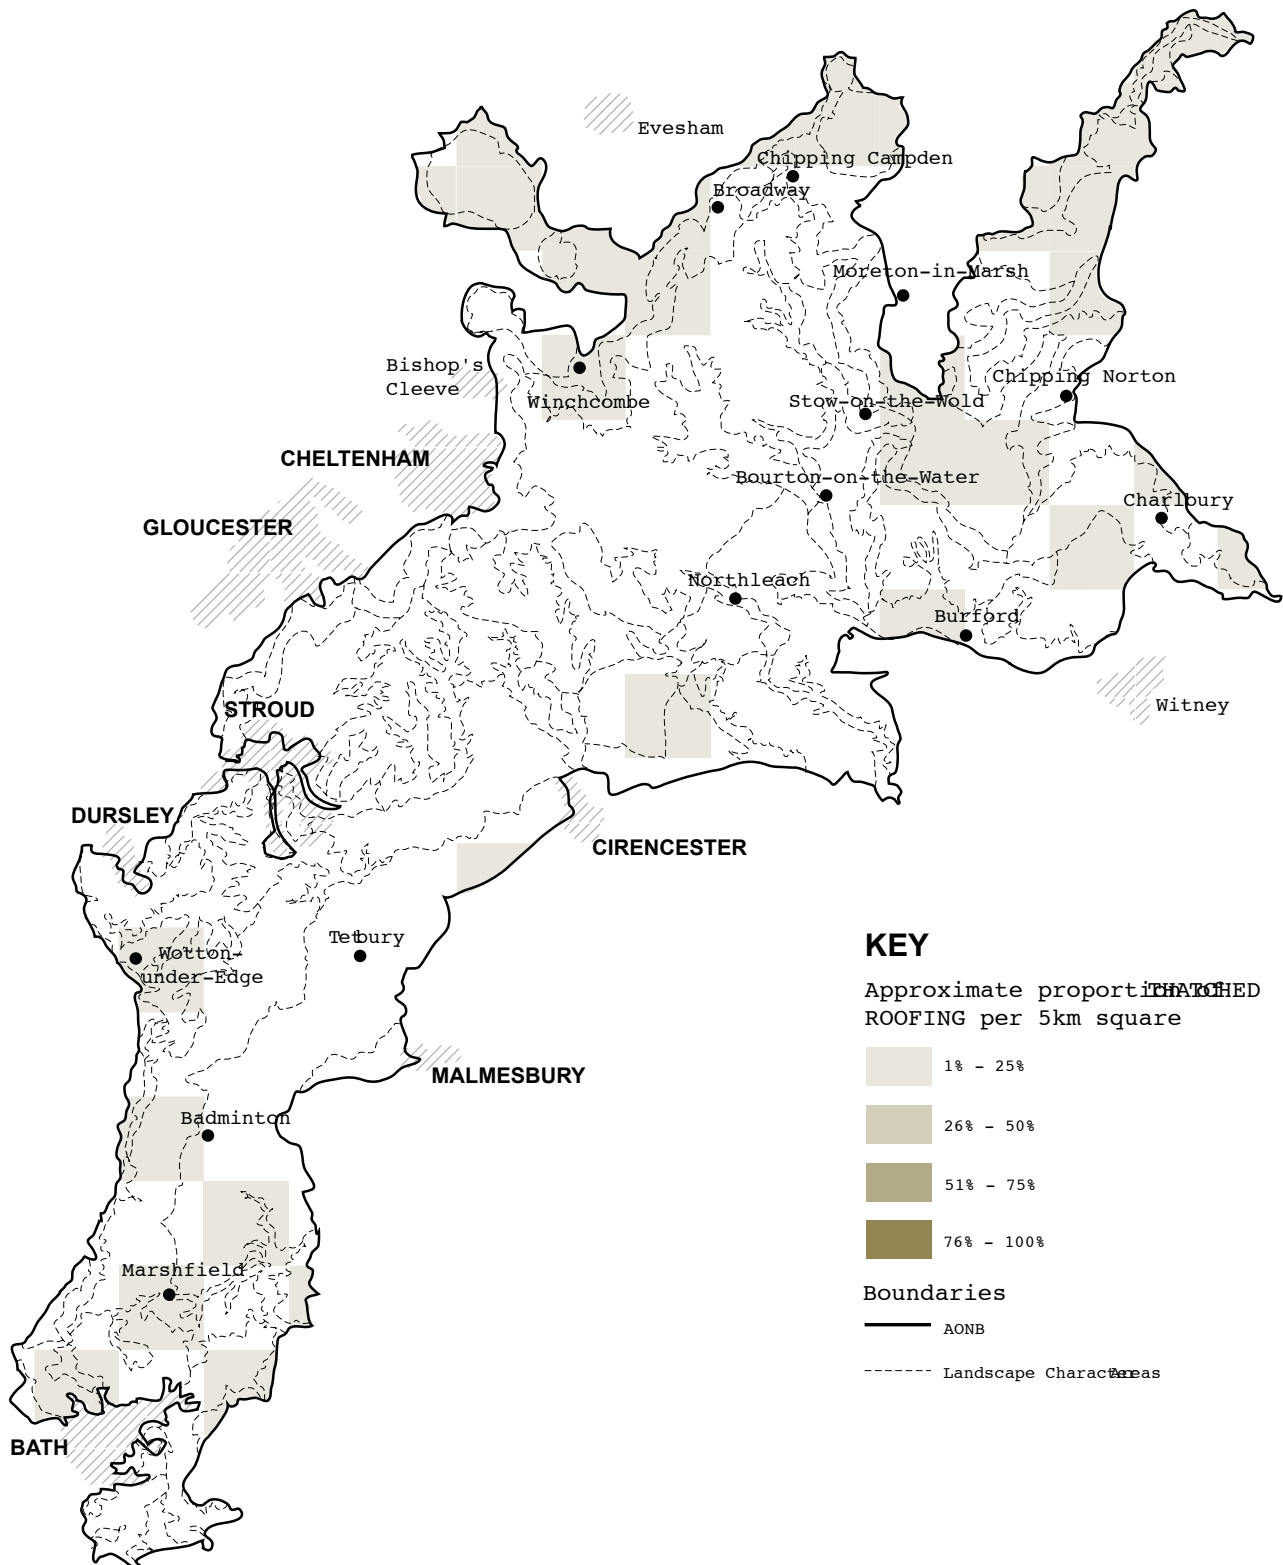 Evesham
Chipping Campden
Broadway
Moreton-in-Marsh
Bishop's
Cleeve
Winchcombe
Chipping Norton
Stow-on-the-Wold
CHELTENHAM
Bourton-on-the-Water
Charlbury
GLOUCESTER
Northleach
Burford
Witney
STROUD
DURSLEY
CIRENCESTER
Tetbury
Wotton-
under-Edge
MALMESBURY
Badminton
Marshfield
BATH
KEY
Approximate proportion of THATCHED
ROOFING per 5km square
1% - 25%
26% - 50%
51% - 75%
76% - 100%
Boundaries
AONB
Landscape Character Areas